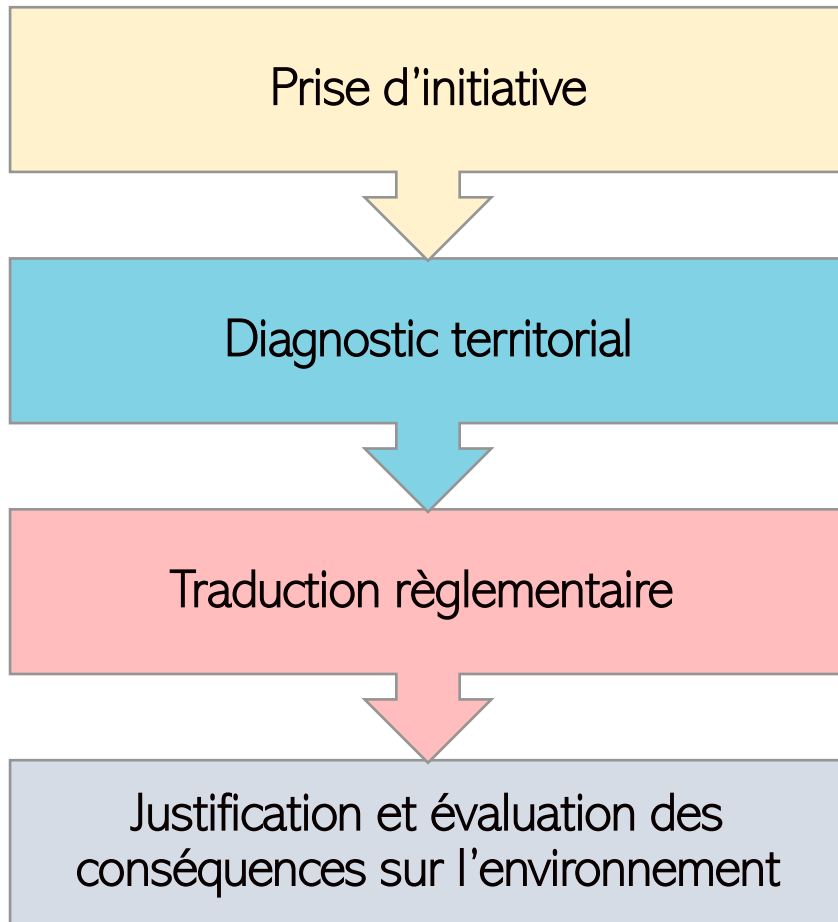 Prise d’initiative
Diagnostic territorial
Traduction règlementaire
Justification et évaluation des
conséquences sur l’environnement